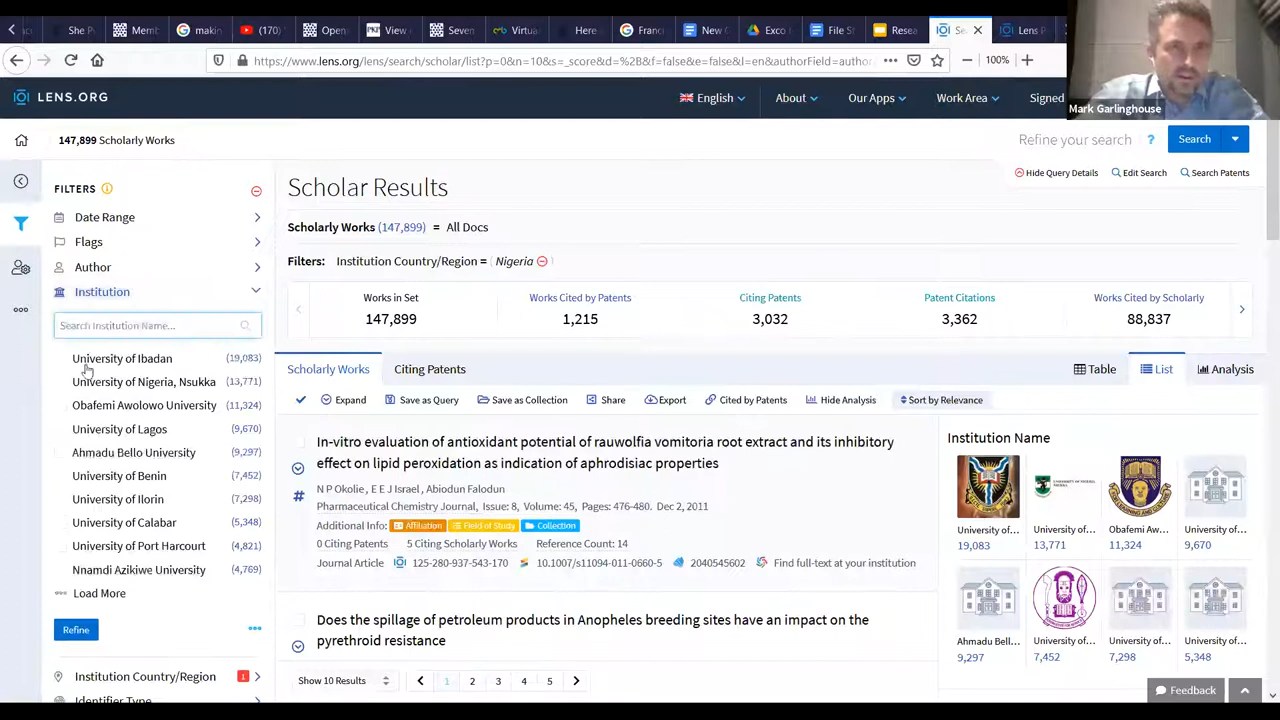 She P
Memb
makin
(170)
Open
View
Seven
Virtua
Here
Franc
New C
Exco
File S
Resea
Se
Lens P
https://www.lens.org/lens/search/scholar/list?p=0&n=10&s=_score&d=%2B&f=false&e=false&l=en&authorField=author
100%
Mark Garlinghouse
LENS.ORG
English
About
Our Apps
Work Area
Signed
147,899 Scholarly Works
Refine your search
?
Search
Hide Query Details
Edit Search
Search Patents
FILTERS
Date Range
Flags
Author
Institution
Search Institution Name...
University of Ibadan (19,083)
University of Nigeria, Nsukka (13,771)
Obafemi Awolowo University (11,324)
University of Lagos (9,670)
Ahmadu Bello University (9,297)
University of Benin (7,452)
University of Ilorin (7,298)
University of Calabar (5,348)
University of Port Harcourt (4,821)
Nnamdi Azikiwe University (4,769)
Load More
Refine
Institution Country/Region 1
Identifier Type
Scholar Results
Scholarly Works (147,899) = All Docs
Filters: Institution Country/Region = ( Nigeria )
Works in Set
147,899
Works Cited by Patents
1,215
Citing Patents
3,032
Patent Citations
3,362
Works Cited by Scholarly
88,837
Scholarly Works
Citing Patents
Table
List
Analysis
Expand
Save as Query
Save as Collection
Share
Export
Cited by Patents
Hide Analysis
Sort by Relevance
In-vitro evaluation of antioxidant potential of rauwolfia vomitoria root extract and its inhibitory
effect on lipid peroxidation as indication of aphrodisiac properties
N P Okolie, E E J Israel, Abiodun Falodun
Pharmaceutical Chemistry Journal, Issue: 8, Volume: 45, Pages: 476-480. Dec 2, 2011
Additional Info: Affiliation Field of Study Collection
0 Citing Patents 5 Citing Scholarly Works Reference Count: 14
Journal Article 125-280-937-543-170 10.1007/s11094-011-0660-5 2040545602 Find full-text at your institution
Does the spillage of petroleum products in Anopheles breeding sites have an impact on the
pyrethroid resistance
Show 10 Results
1 2 3 4 5
Institution Name
University of...
19,083
University of...
13,771
Obafemi Aw...
11,324
University of...
9,670
Ahmadu Bell...
9,297
University of...
7,452
University of...
7,298
University of...
5,348
Feedback